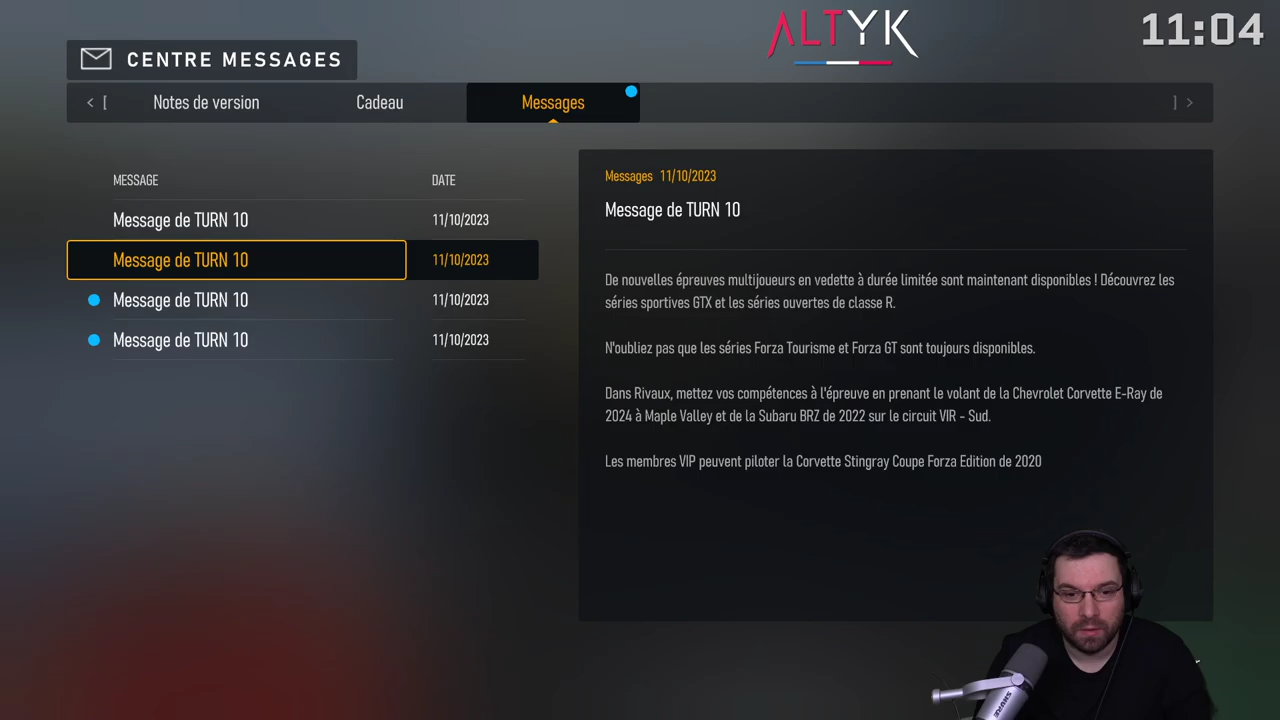 ALTYK
11:04
CENTRE MESSAGES
< [ Notes de version Cadeau Messages ] >
MESSAGE DATE
Message de TURN 10 11/10/2023
Message de TURN 10 11/10/2023
Message de TURN 10 11/10/2023
Message de TURN 10 11/10/2023
Messages 11/10/2023
Message de TURN 10
De nouvelles épreuves multijoueurs en vedette à durée limitée sont maintenant disponibles ! Découvrez les
séries sportives GTX et les séries ouvertes de classe R.
N'oubliez pas que les séries Forza Tourisme et Forza GT sont toujours disponibles.
Dans Rivaux, mettez vos compétences à l'épreuve en prenant le volant de la Chevrolet Corvette E-Ray de
2024 à Maple Valley et de la Subaru BRZ de 2022 sur le circuit VIR - Sud.
Les membres VIP peuvent piloter la Corvette Stingray Coupe Forza Edition de 2020
SHURE